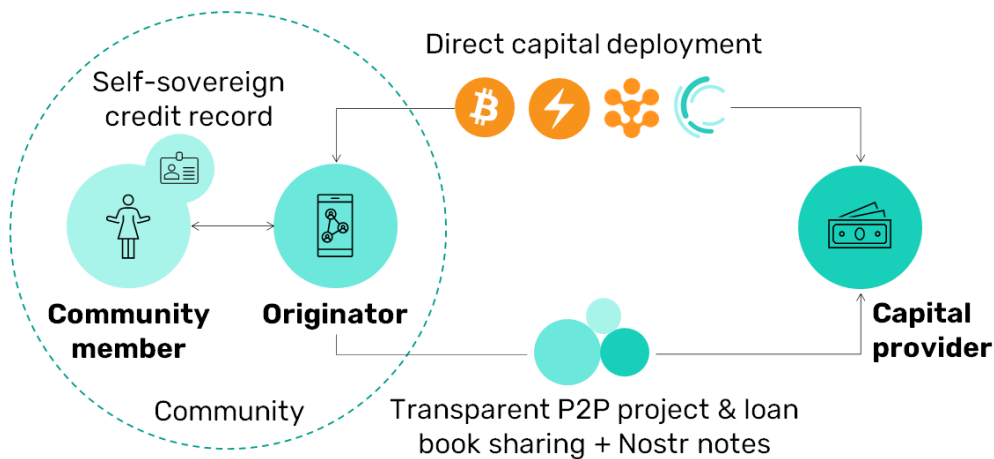 Direct capital deployment
Self-sovereign
credit record
Community
member
Originator
Capital
provider
Community
Transparent P2P project & loan
book sharing + Nostr notes